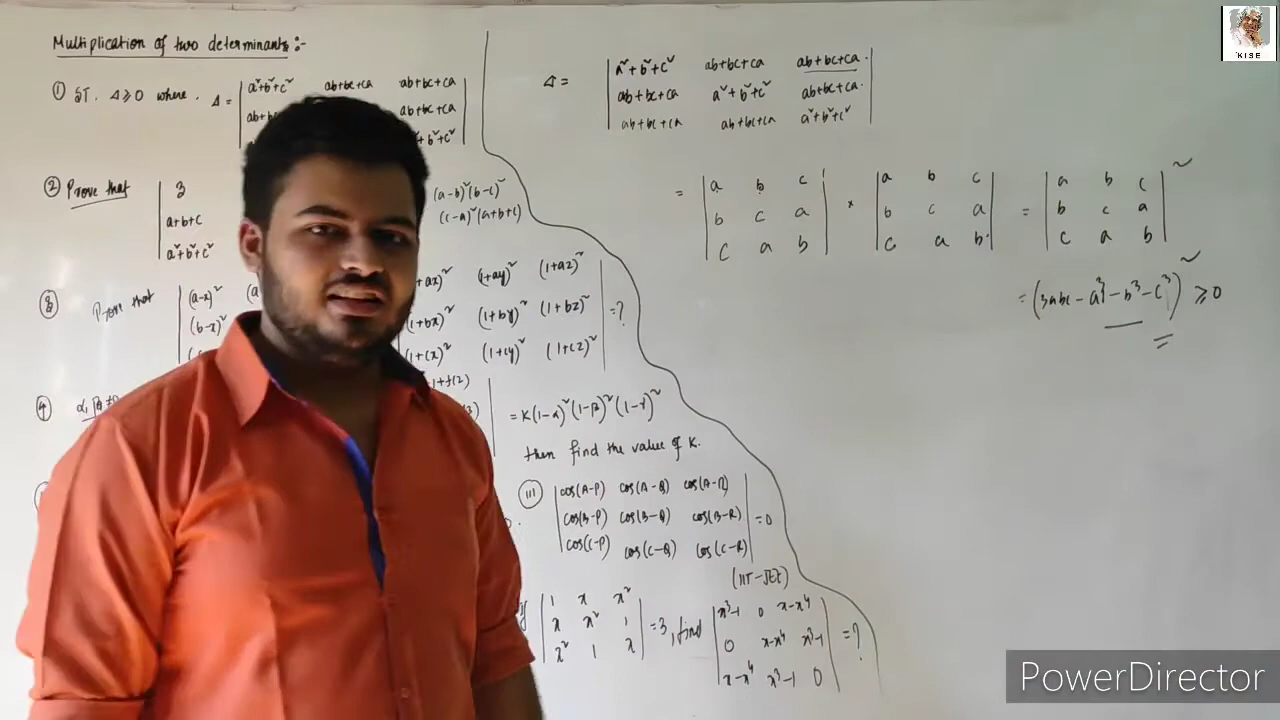 Multiplication of two determinants :-
① ST. Δ ≥ 0 where. Δ =
a²+b²+c² ab+bc+ca ab+bc+ca
ab+bc+ca
+b²+c²
② Prove that
3
a+b+c
a²+b²+c²
(a-b)²(b-c)²
(c-a)²(a+b+c)
Prove that
(a-x)²
(b-x)²
+ax)² (1+ay)² (1+az)²
(1+bx)² (1+by)² (1+bz)² = ?
(1+cx)² (1+cy)² (1+cz)²
④
1+f(2)
= K(1-α)²(1-β)²(1-γ)²
then find the value of K.
(III)
cos(A-P) cos(A-Q) cos(A-R)
cos(B-P) cos(B-Q) cos(B-R) = 0
cos(C-P) cos(C-Q) cos(C-R)
(IIT-JEE)
1 x x²
x x² 1 = 3, find
x² 1 x
x³-1 0 x-x⁴
0 x-x⁴ x³-1 = ?
x-x⁴ x³-1 0
Δ =
a²+b²+c² ab+bc+ca ab+bc+ca
ab+bc+ca a²+b²+c² ab+bc+ca
ab+bc+ca ab+bc+ca a²+b²+c²
= | a b c | × | a b c | = | a b c |²
| b c a | | b c a | | b c a |
| c a b | | c a b | | c a b |
= (3abc - a³ - b³ - c³)² ≥ 0
KISE
PowerDirector